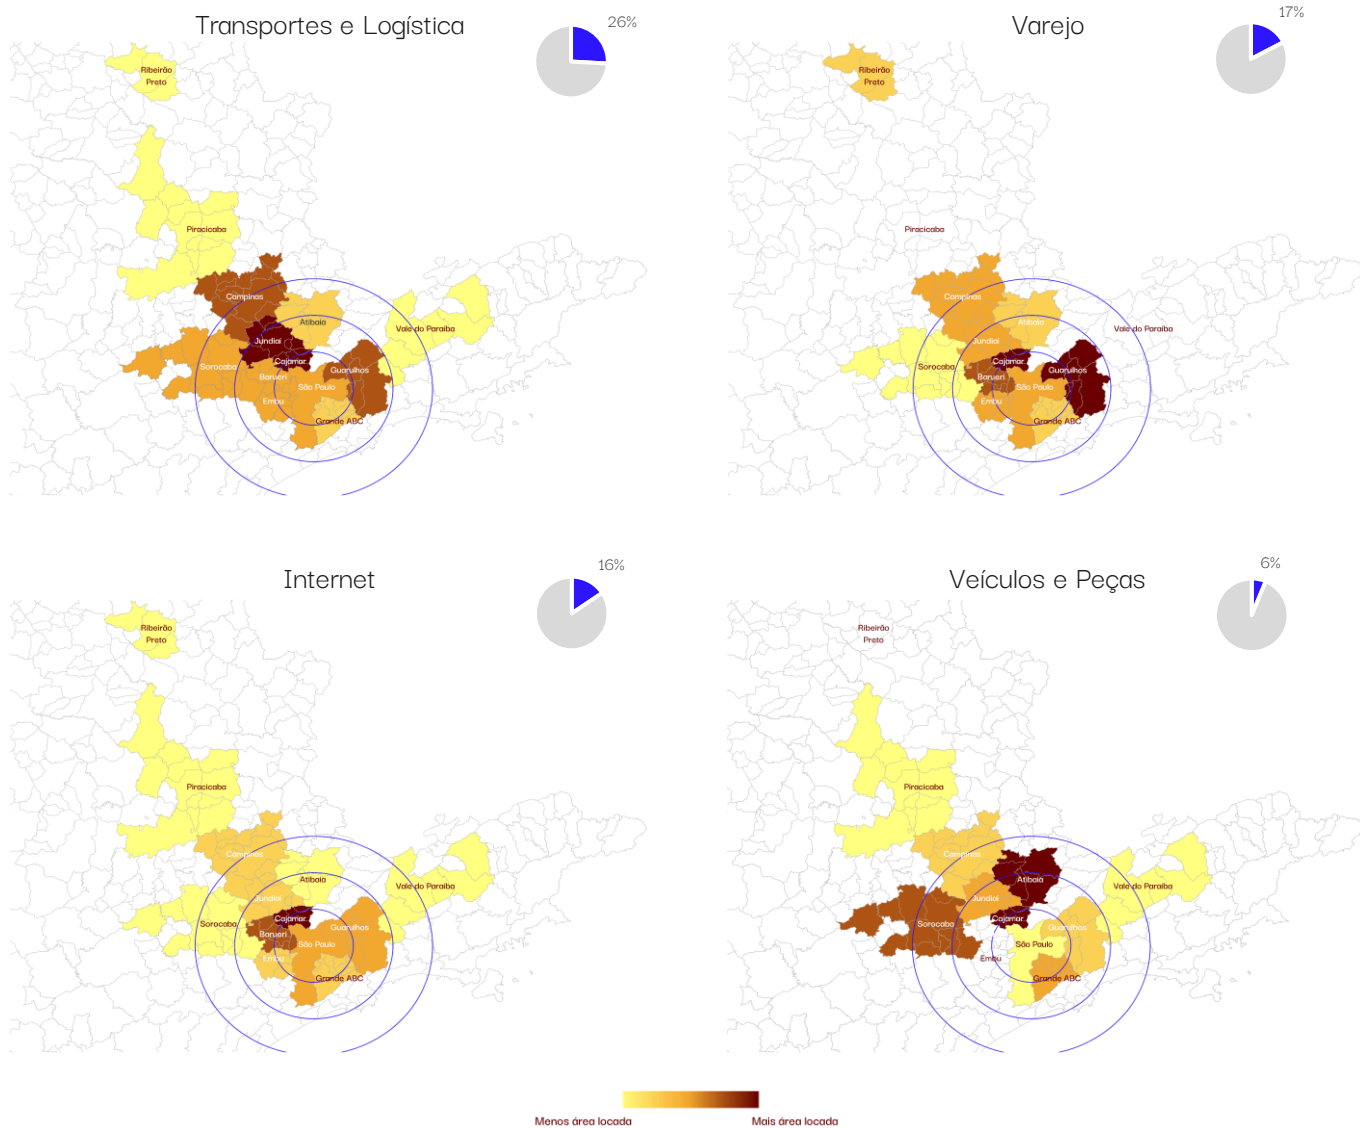 Transportes e Logística
26%
Ribeirão
Preto
Piracicaba
Campinas
Atibaia
Vale do Paraíba
Jundiaí
Cajamar
Sorocaba
Barueri
Guarulhos
São Paulo
Embu
Grande ABC
Varejo
17%
Ribeirão
Preto
Piracicaba
Campinas
Atibaia
Vale do Paraíba
Jundiaí
Cajamar
Sorocaba
Barueri
Guarulhos
São Paulo
Embu
Grande ABC
Internet
16%
Ribeirão
Preto
Piracicaba
Campinas
Atibaia
Vale do Paraíba
Jundiaí
Cajamar
Sorocaba
Barueri
Guarulhos
São Paulo
Embu
Grande ABC
Veículos e Peças
6%
Ribeirão
Preto
Piracicaba
Campinas
Atibaia
Vale do Paraíba
Jundiaí
Cajamar
Sorocaba
Guarulhos
São Paulo
Embu
Grande ABC
Menos área locada
Mais área locada